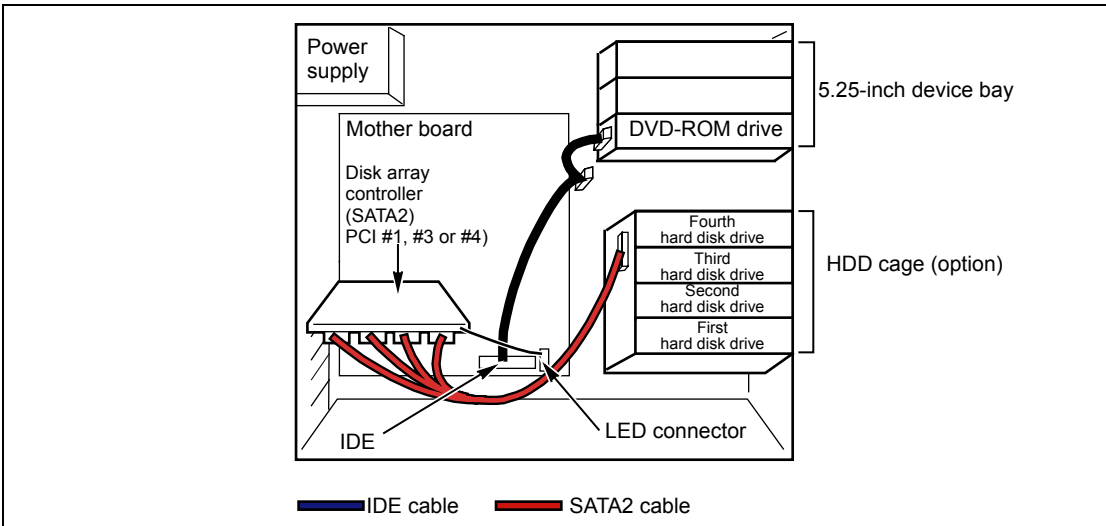 Power
supply
5.25-inch device bay
DVD-ROM drive
Mother board
Disk array
controller
(SATA2)
PCI #1, #3 or #4)
Fourth
hard disk drive
Third
hard disk drive
Second
hard disk drive
First
hard disk drive
HDD cage (option)
IDE
LED connector
IDE cable
SATA2 cable